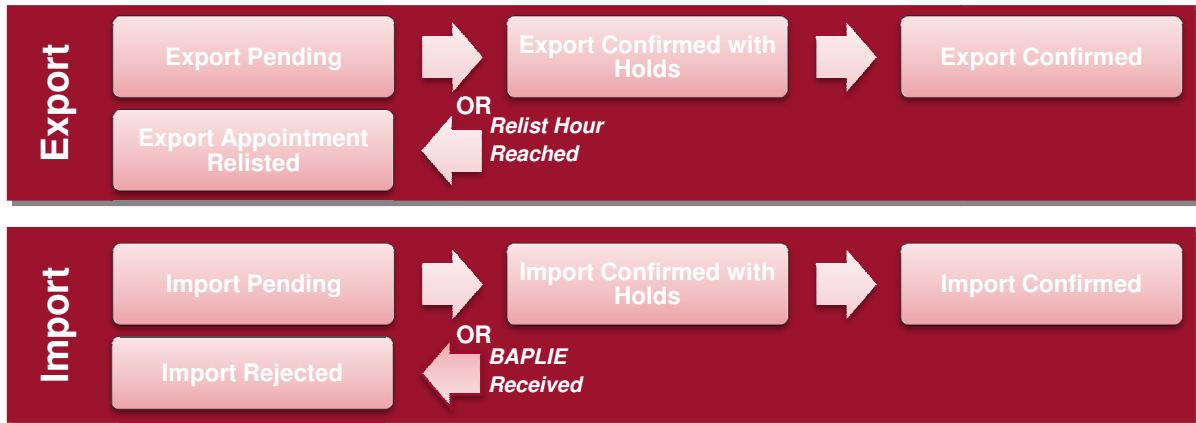 Export
Export Pending
Export Confirmed with
Holds
Export Confirmed
OR
Export Appointment
Relisted
Relist Hour
Reached
Import
Import Pending
Import Confirmed with
Holds
Import Confirmed
OR
Import Rejected
BAPLIE
Received